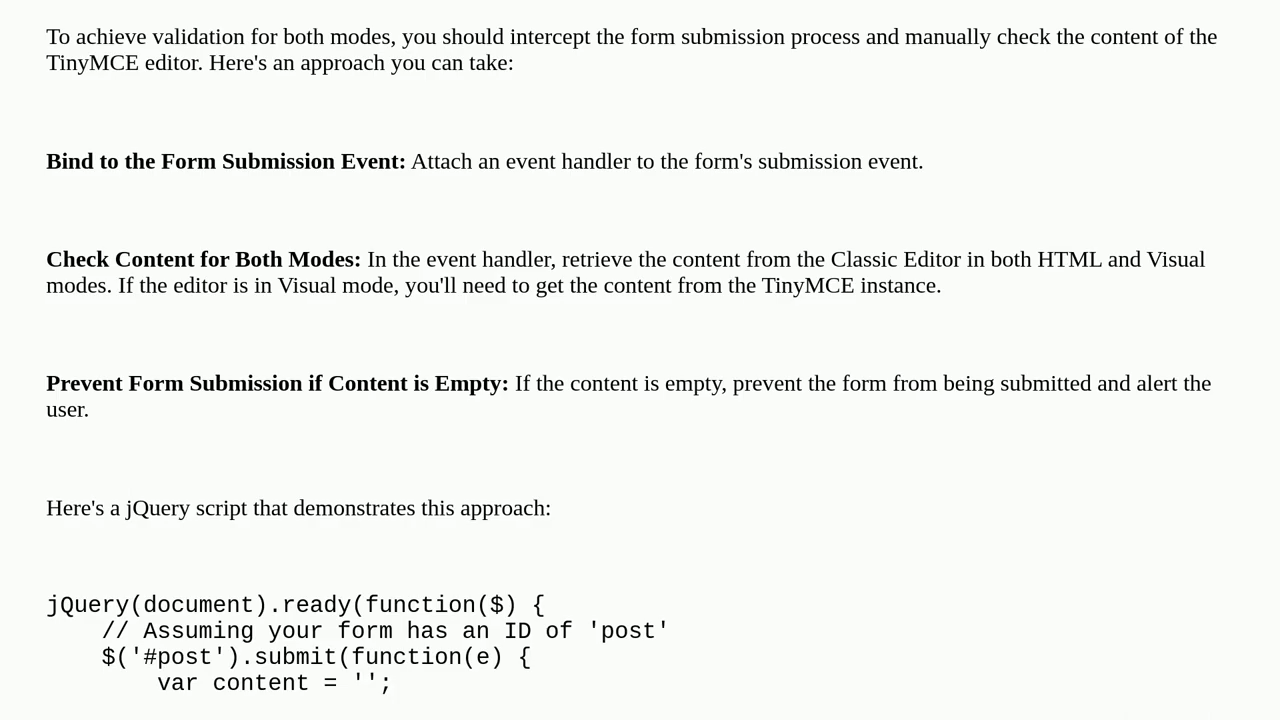 To achieve validation for both modes, you should intercept the form submission process and manually check the content of the
TinyMCE editor. Here's an approach you can take:
Bind to the Form Submission Event: Attach an event handler to the form's submission event.
Check Content for Both Modes: In the event handler, retrieve the content from the Classic Editor in both HTML and Visual
modes. If the editor is in Visual mode, you'll need to get the content from the TinyMCE instance.
Prevent Form Submission if Content is Empty: If the content is empty, prevent the form from being submitted and alert the
user.
Here's a jQuery script that demonstrates this approach:
jQuery(document).ready(function($) {
    // Assuming your form has an ID of 'post'
    $('#post').submit(function(e) {
        var content = '';